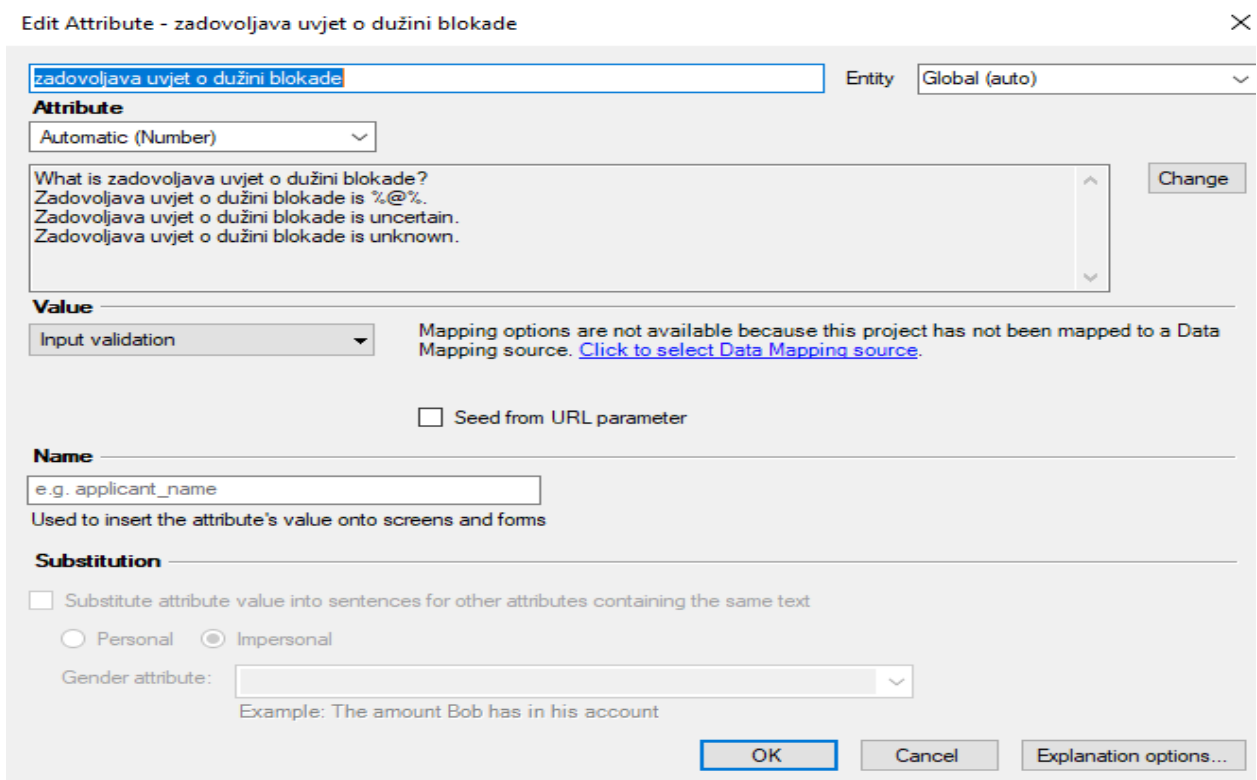 Edit Attribute - zadovoljava uvjet o dužini blokade
zadovoljava uvjet o dužini blokade
Entity
Global (auto)
Attribute
Automatic (Number)
What is zadovoljava uvjet o dužini blokade?
Zadovoljava uvjet o dužini blokade is %@%.
Zadovoljava uvjet o dužini blokade is uncertain.
Zadovoljava uvjet o dužini blokade is unknown.
Change
Value
Input validation
Mapping options are not available because this project has not been mapped to a Data
Mapping source. Click to select Data Mapping source.
Seed from URL parameter
Name
e.g. applicant_name
Used to insert the attribute's value onto screens and forms
Substitution
Substitute attribute value into sentences for other attributes containing the same text
Personal
Impersonal
Gender attribute:
Example: The amount Bob has in his account
OK
Cancel
Explanation options...